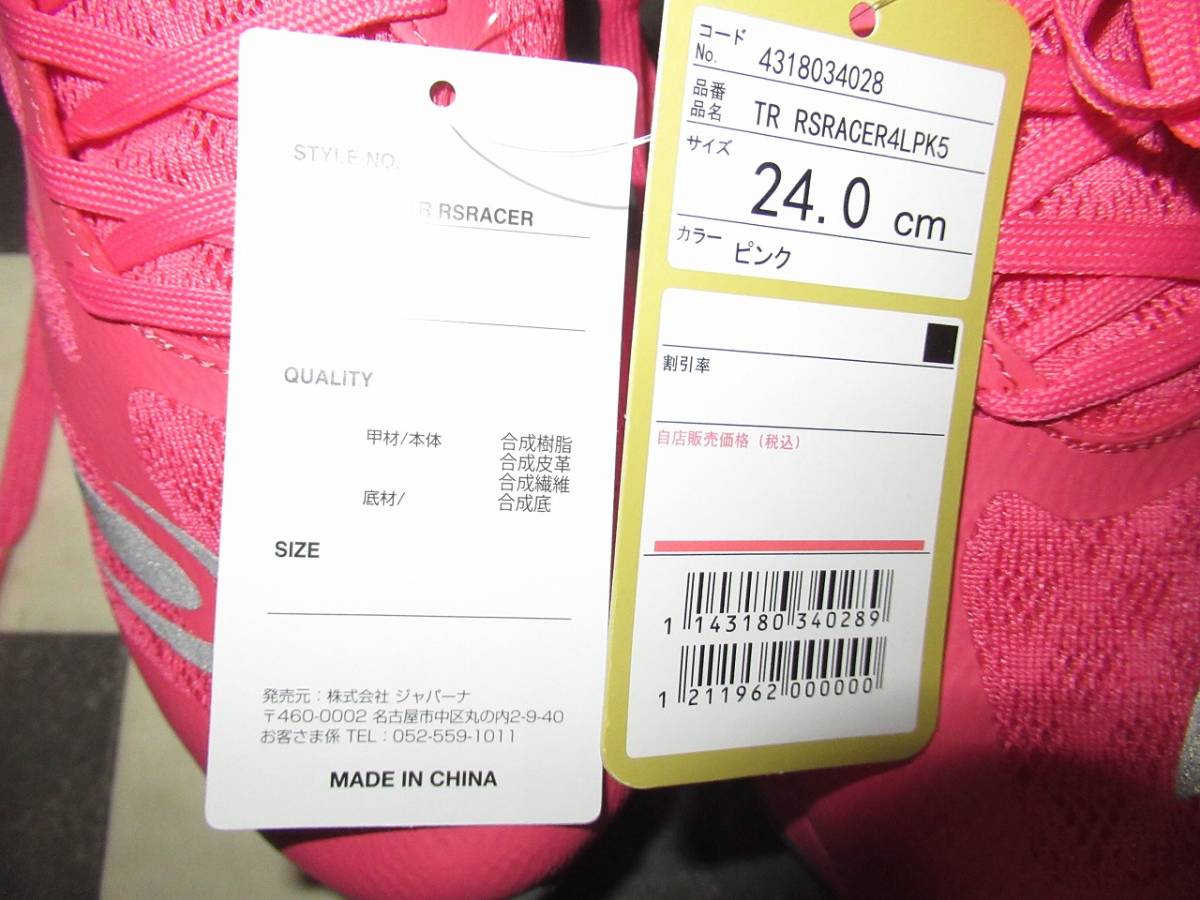 STYLE NO.
TR RSRACER
QUALITY
甲材/本体 合成樹脂
合成皮革
合成繊維
底材/ 合成底
SIZE
発売元：株式会社 ジャパーナ
〒460-0002 名古屋市中区丸の内2-9-40
お客さま係 TEL：052-559-1011
MADE IN CHINA
コード
No. 4318034028
品番
品名 TR RSRACER4LPK5
サイズ
24.0 cm
カラー ピンク
割引率
自店販売価格（税込）
1 143180 340289
1 211962 000000